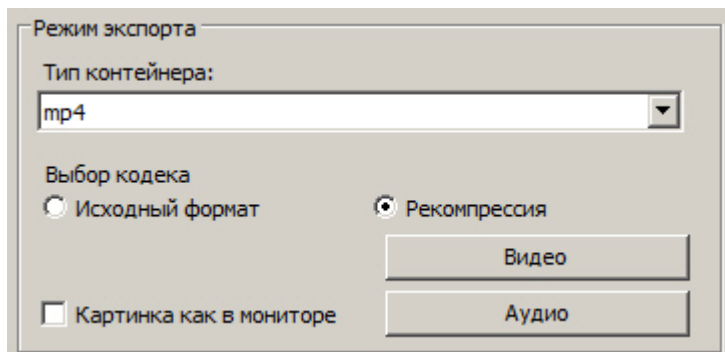 Режим экспорта
Тип контейнера:
mp4
Выбор кодека
Исходный формат
Рекомпрессия
Видео
Картинка как в мониторе
Аудио